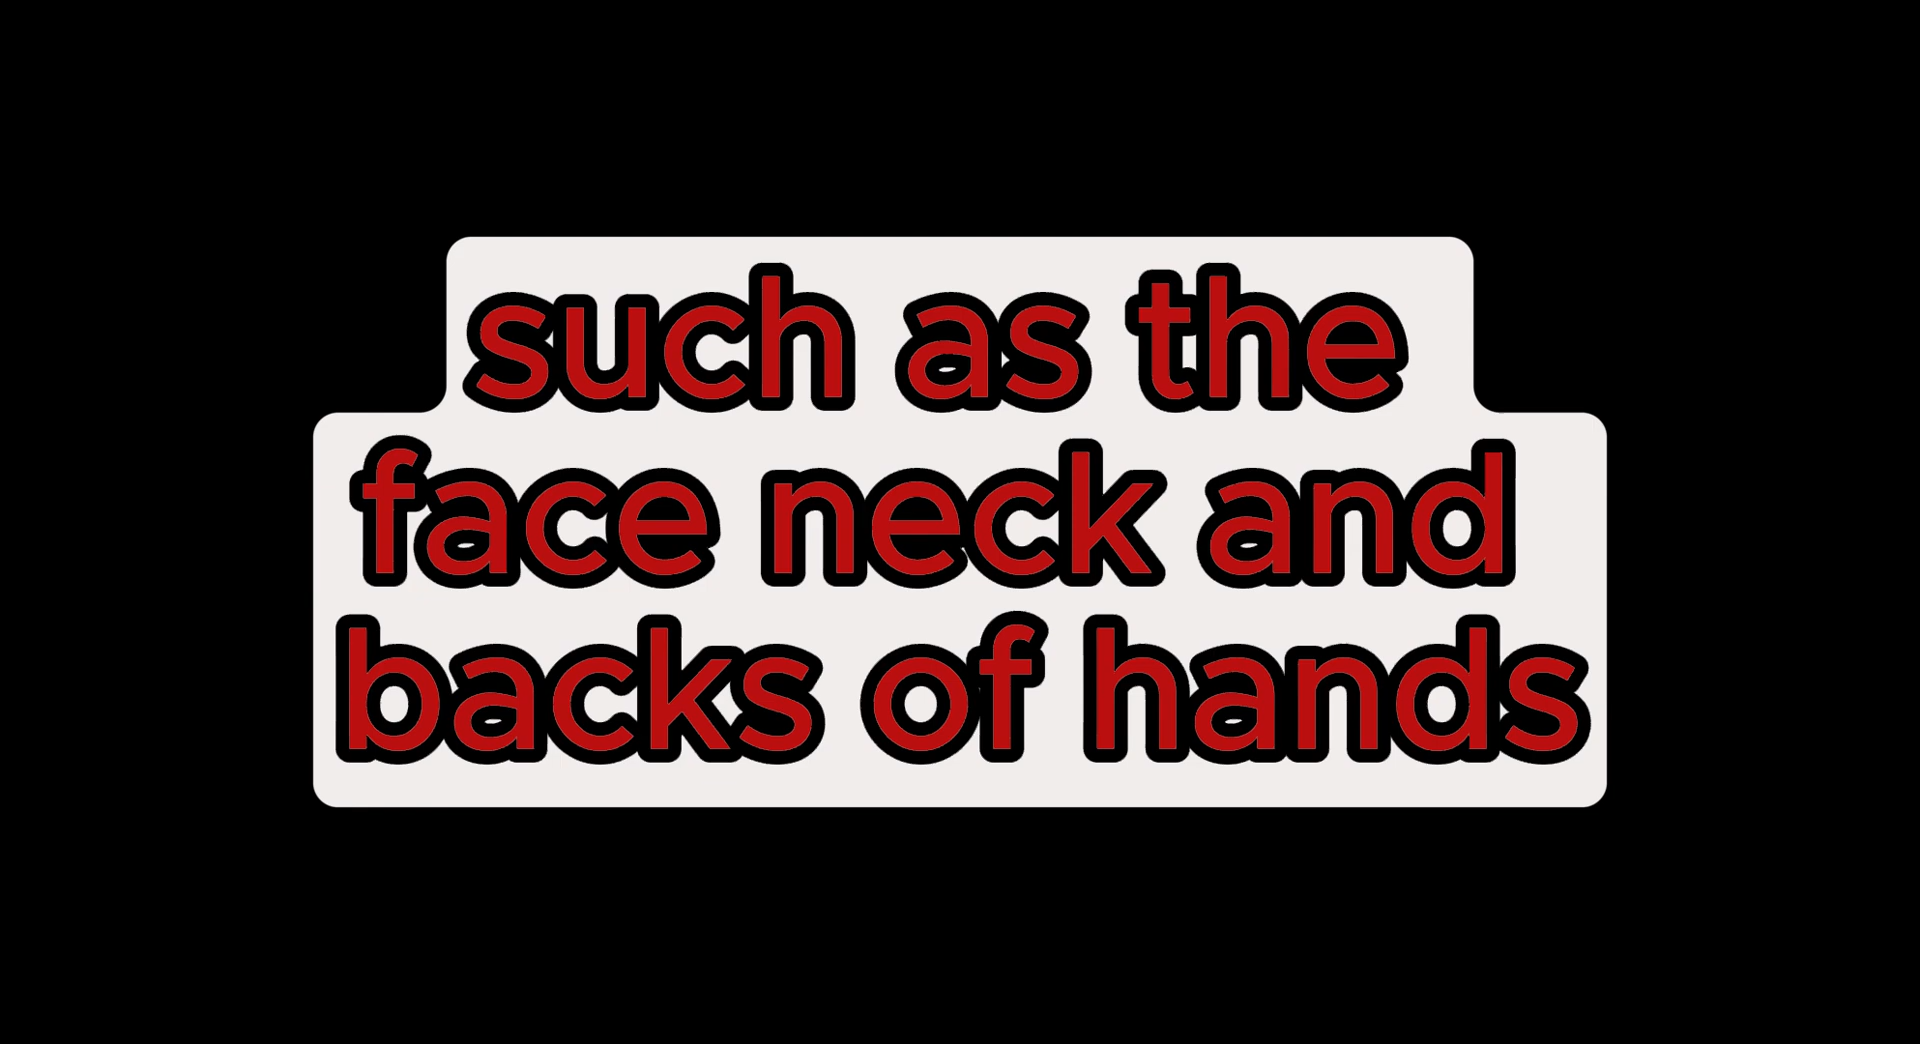 such as the
face neck and
backs of hands